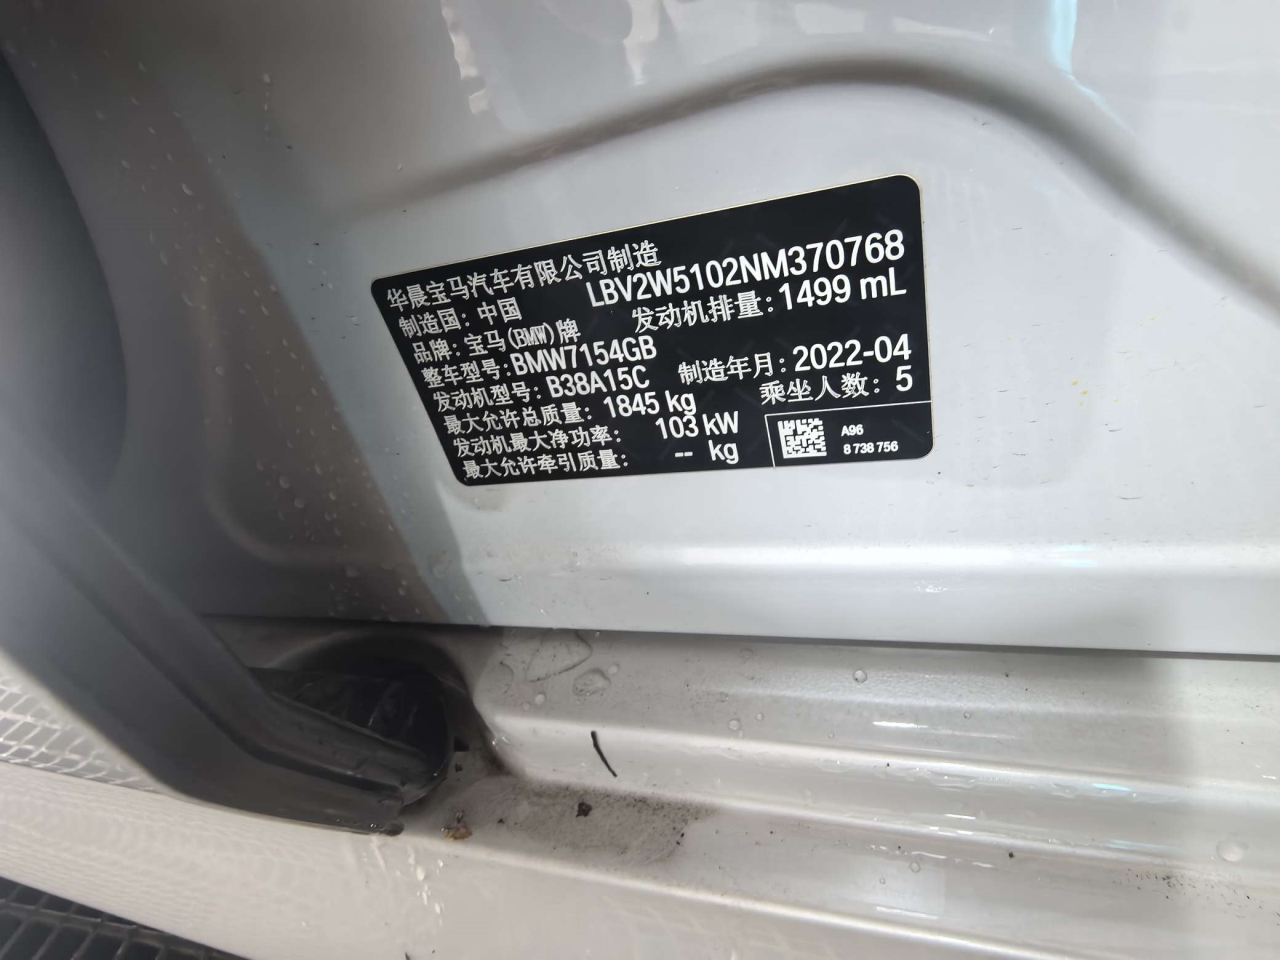 华晨宝马汽车有限公司制造
制造国：中国 LBV2W5102NM370768
品牌：宝马(BMW)牌 发动机排量：1499 mL
整车型号：BMW7154GB
发动机型号：B38A15C 制造年月：2022-04
最大允许总质量：1845 kg 乘坐人数：5
发动机最大净功率：103 kW
最大允许牵引质量：-- kg
A96
8 738 756